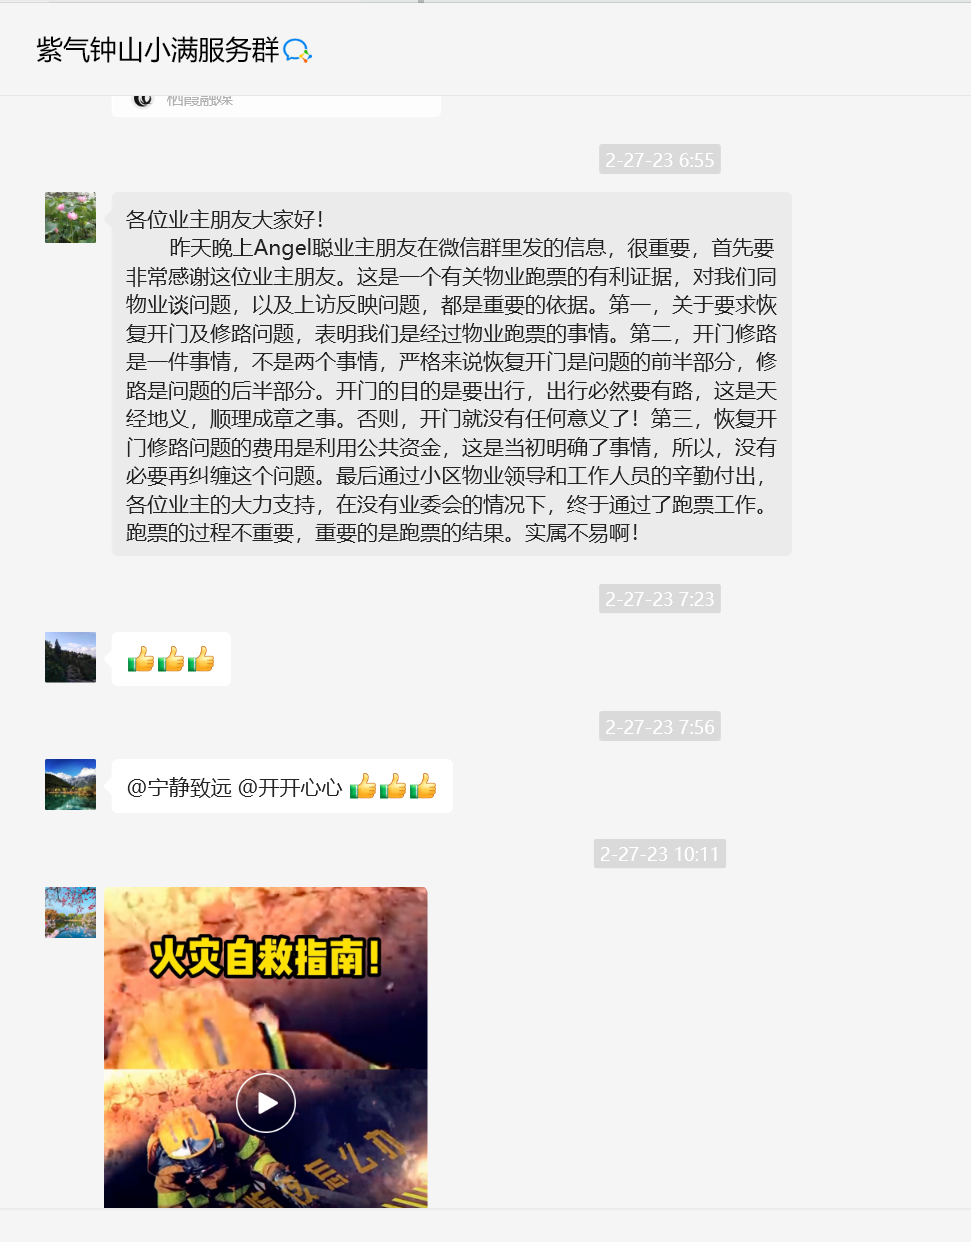 紫气钟山小满服务群
栖霞融媒
2-27-23 6:55
各位业主朋友大家好！
昨天晚上Angel聪业主朋友在微信群里发的信息，很重要，首先要
非常感谢这位业主朋友。这是一个有关物业跑票的有利证据，对我们同
物业谈问题，以及上访反映问题，都是重要的依据。第一，关于要求恢
复开门及修路问题，表明我们是经过物业跑票的事情。第二，开门修路
是一件事情，不是两个事情，严格来说恢复开门是问题的前半部分，修
路是问题的后半部分。开门的目的是要出行，出行必然要有路，这是天
经地义，顺理成章之事。否则，开门就没有任何意义了！第三，恢复开
门修路问题的费用是利用公共资金，这是当初明确了事情，所以，没有
必要再纠缠这个问题。最后通过小区物业领导和工作人员的辛勤付出，
各位业主的大力支持，在没有业委会的情况下，终于通过了跑票工作。
跑票的过程不重要，重要的是跑票的结果。实属不易啊！
2-27-23 7:23
👍👍👍
2-27-23 7:56
@宁静致远 @开开心心 👍👍👍
2-27-23 10:11
火灾自救指南！
怎么办